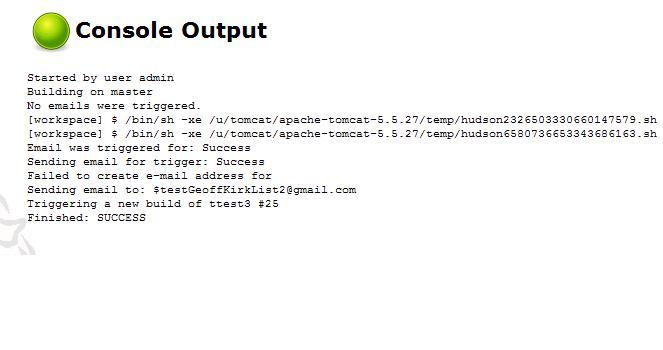 Console Output
Started by user admin
Building on master
No emails were triggered.
[workspace] $ /bin/sh -xe /u/tomcat/apache-tomcat-5.5.27/temp/hudson2326503330660147579.sh
[workspace] $ /bin/sh -xe /u/tomcat/apache-tomcat-5.5.27/temp/hudson6580736653343686163.sh
Email was triggered for: Success
Sending email for trigger: Success
Failed to create e-mail address for
Sending email to: $testGeoffKirkList2@gmail.com
Triggering a new build of ttest3 #25
Finished: SUCCESS